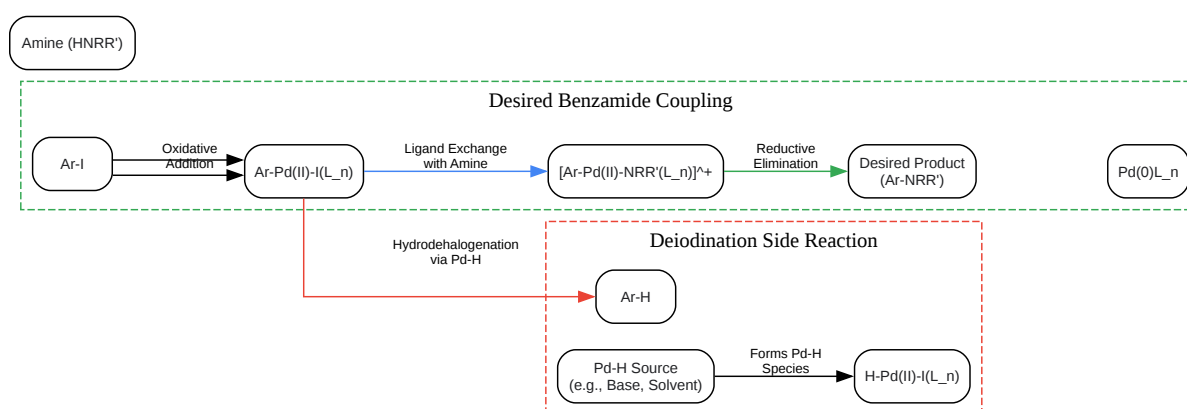 Amine (HNRR')
Desired Benzamide Coupling
Ar-I
Oxidative
Addition
Ar-Pd(II)-I(L_n)
Ligand Exchange
with Amine
[Ar-Pd(II)-NRR'(L_n)]^+
Reductive
Elimination
Desired Product
(Ar-NRR')
Pd(0)L_n
Hydrodehalogenation
via Pd-H
Deiodination Side Reaction
Ar-H
Pd-H Source
(e.g., Base, Solvent)
Forms Pd-H
Species
H-Pd(II)-I(L_n)